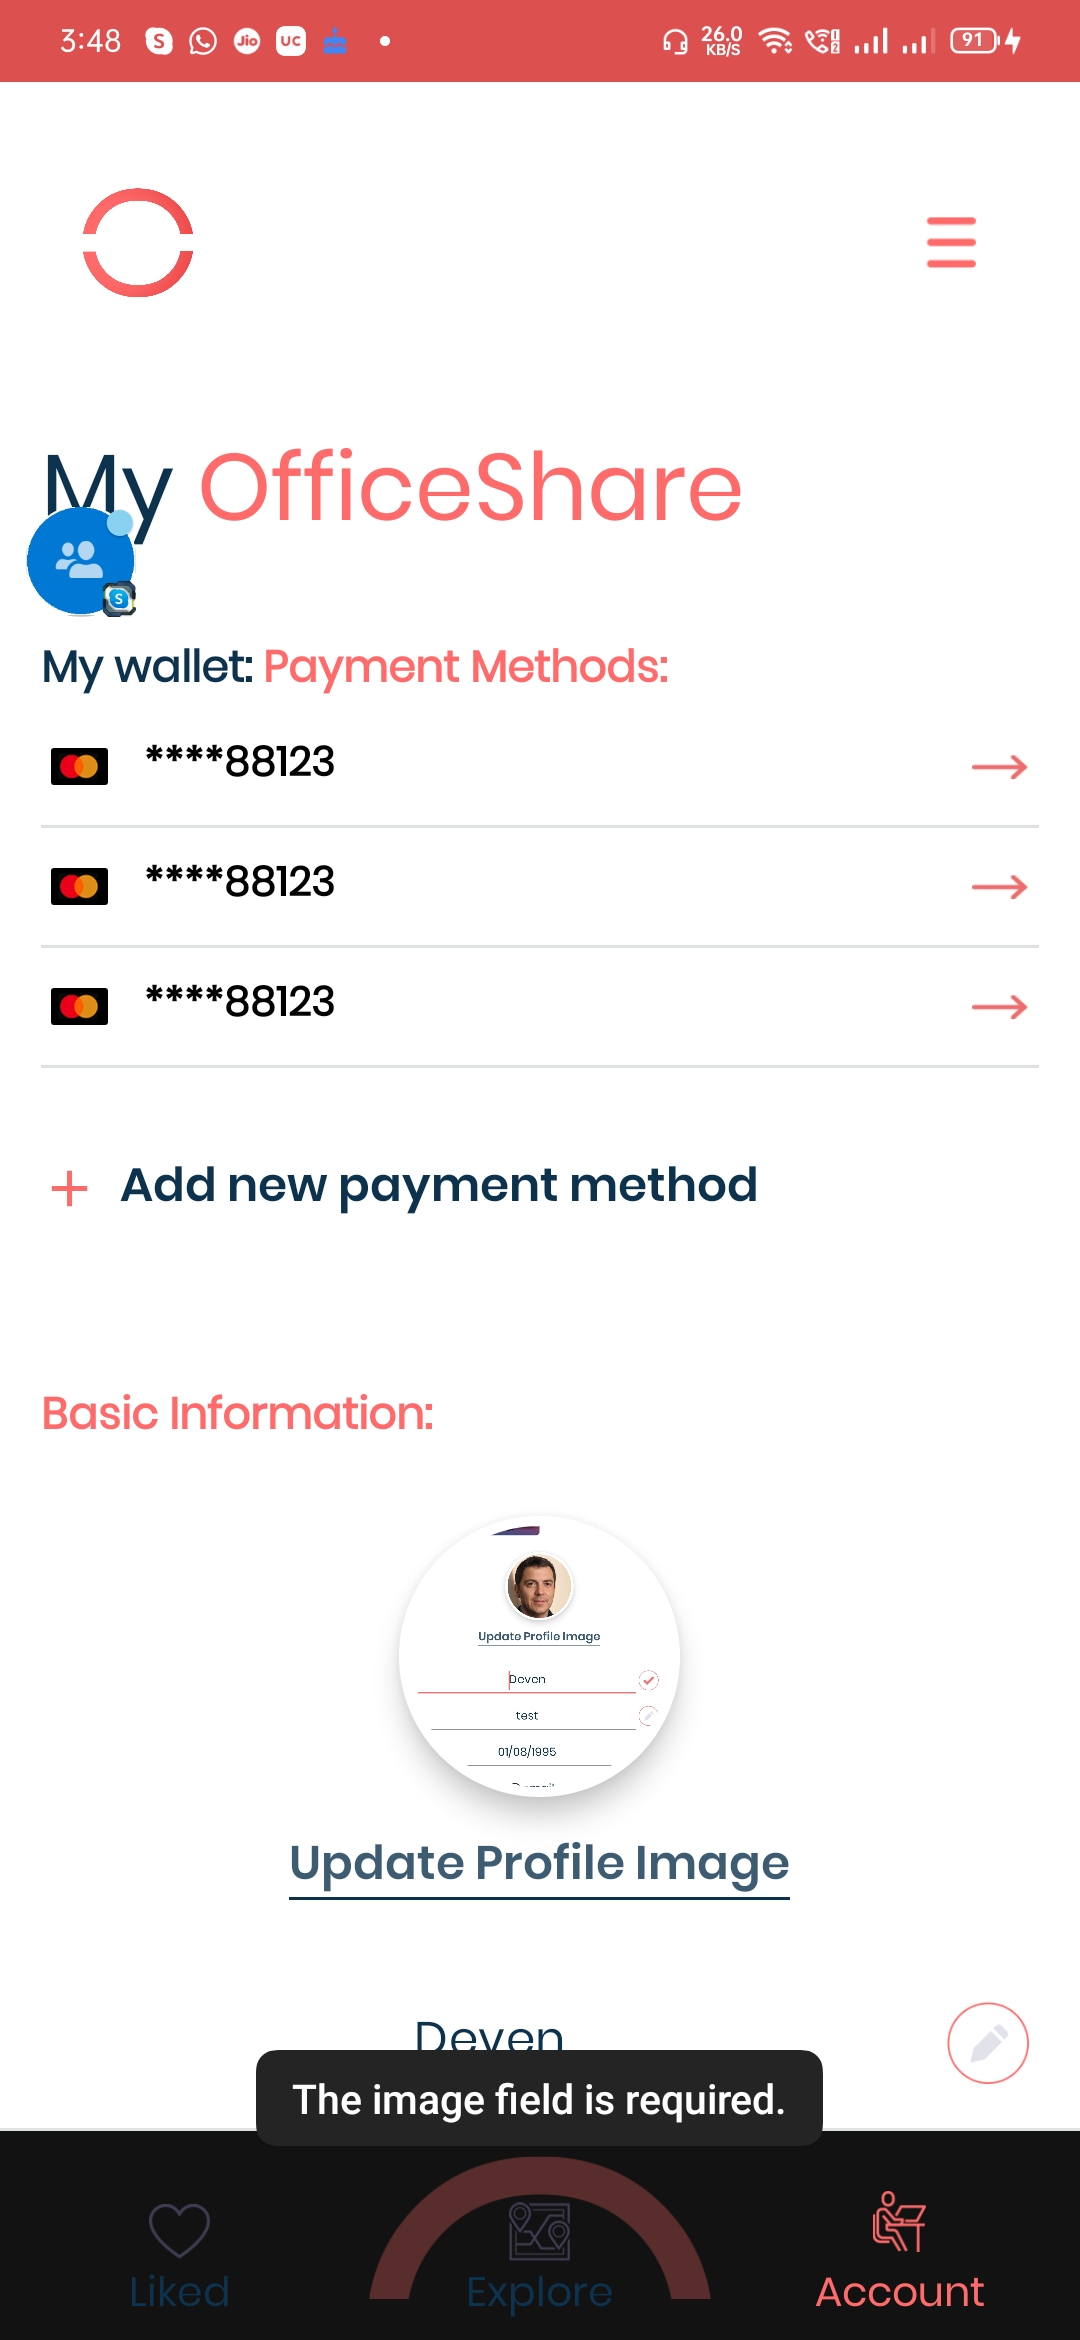 3:48 S Jio UC 26.0 KB/S 91
My OfficeShare
S
My wallet: Payment Methods:
****88123
****88123
****88123
+ Add new payment method
Basic Information:
Update Profile Image
Deven
test
01/08/1995
Update Profile Image
Deven
The image field is required.
Liked Explore Account